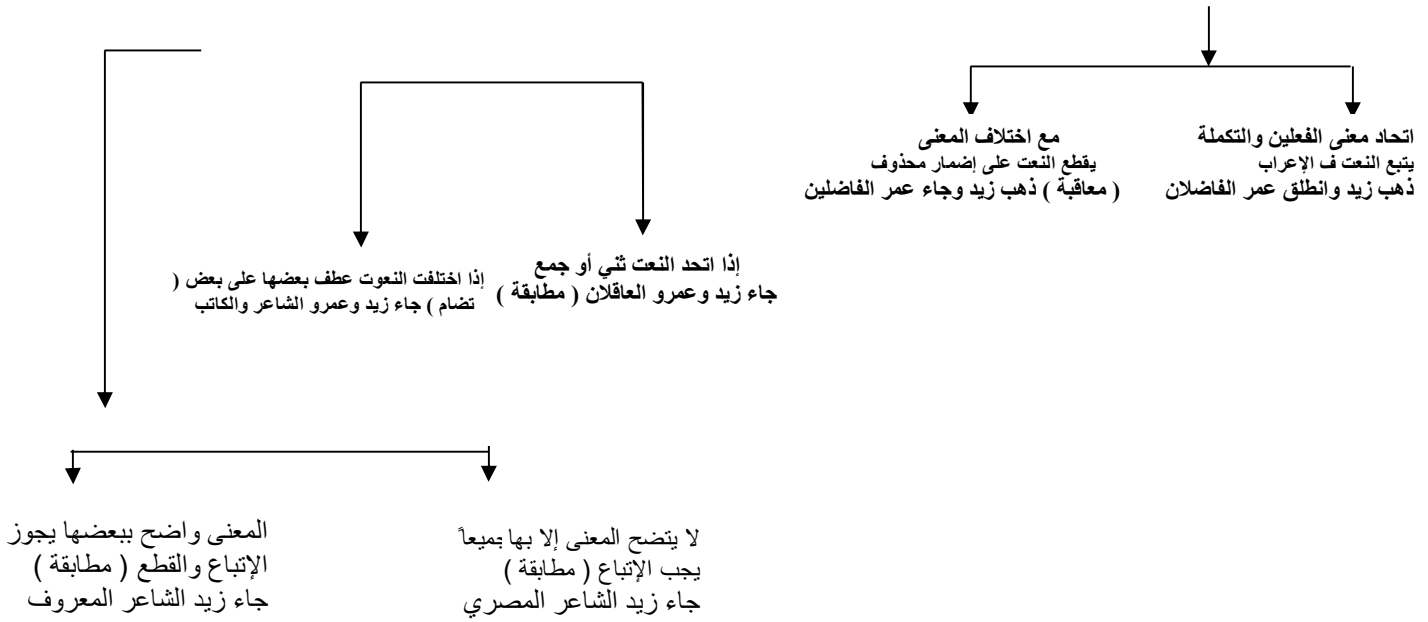 اتحاد معنى الفعلين والتكملة
يتبع النعت ف الإعراب
ذهب زيد وانطلق عمر الفاضلان
مع اختلاف المعنى
يقطع النعت على إضمار محذوف
( معاقبة ) ذهب زيد وجاء عمر الفاضلين
إذا اتحد النعت ثني أو جمع
جاء زيد وعمرو العاقلان ( مطابقة )
إذا اختلفت النعوت عطف بعضها على بعض (
تضام ) جاء زيد وعمرو الشاعر والكاتب
لا يتضح المعنى إلا بها جميعاً
يجب الإتباع ( مطابقة )
جاء زيد الشاعر المصري
المعنى واضح ببعضها يجوز
الإتباع والقطع ( مطابقة )
جاء زيد الشاعر المعروف